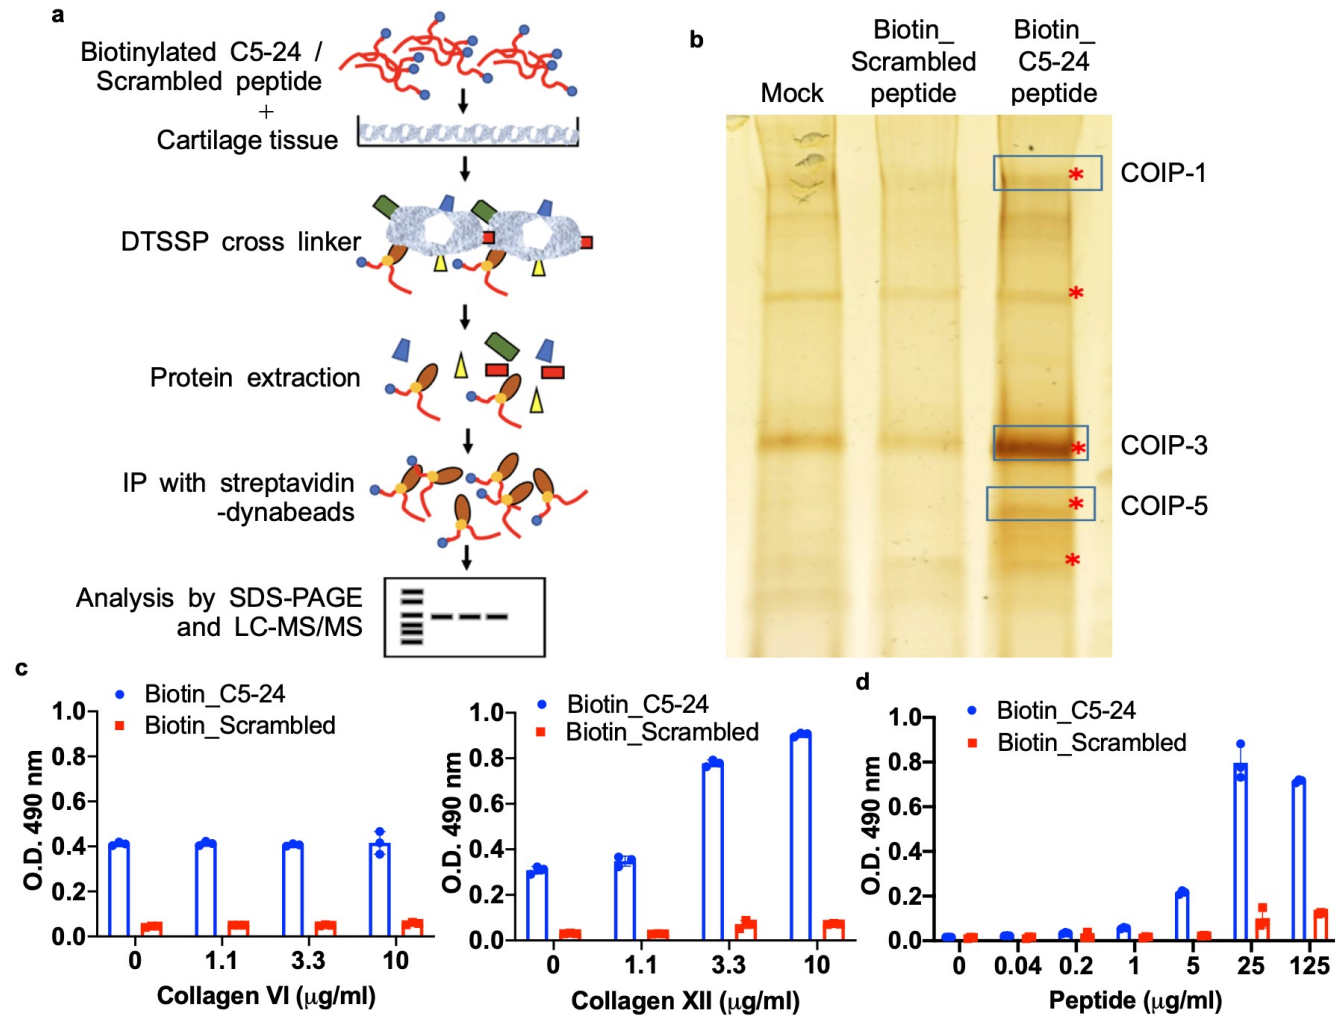 a
Biotinylated C5-24 /
Scrambled peptide
+
Cartilage tissue
DTSSP cross linker
Protein extraction
IP with streptavidin
-dynabeads
Analysis by SDS-PAGE
and LC-MS/MS
b
Mock
Biotin_
Scrambled
peptide
Biotin_
C5-24
peptide
*
COIP-1
*
*
COIP-3
*
COIP-5
*
c
Biotin_C5-24
Biotin_Scrambled
O.D. 490 nm
1.0
0.8
0.6
0.4
0.2
0.0
0 1.1 3.3 10
Collagen VI (μg/ml)
Biotin_C5-24
Biotin_Scrambled
O.D. 490 nm
1.0
0.8
0.6
0.4
0.2
0.0
0 1.1 3.3 10
Collagen XII (μg/ml)
d
Biotin_C5-24
Biotin_Scrambled
O.D. 490 nm
1.0
0.8
0.6
0.4
0.2
0.0
0 0.04 0.2 1 5 25 125
Peptide (μg/ml)